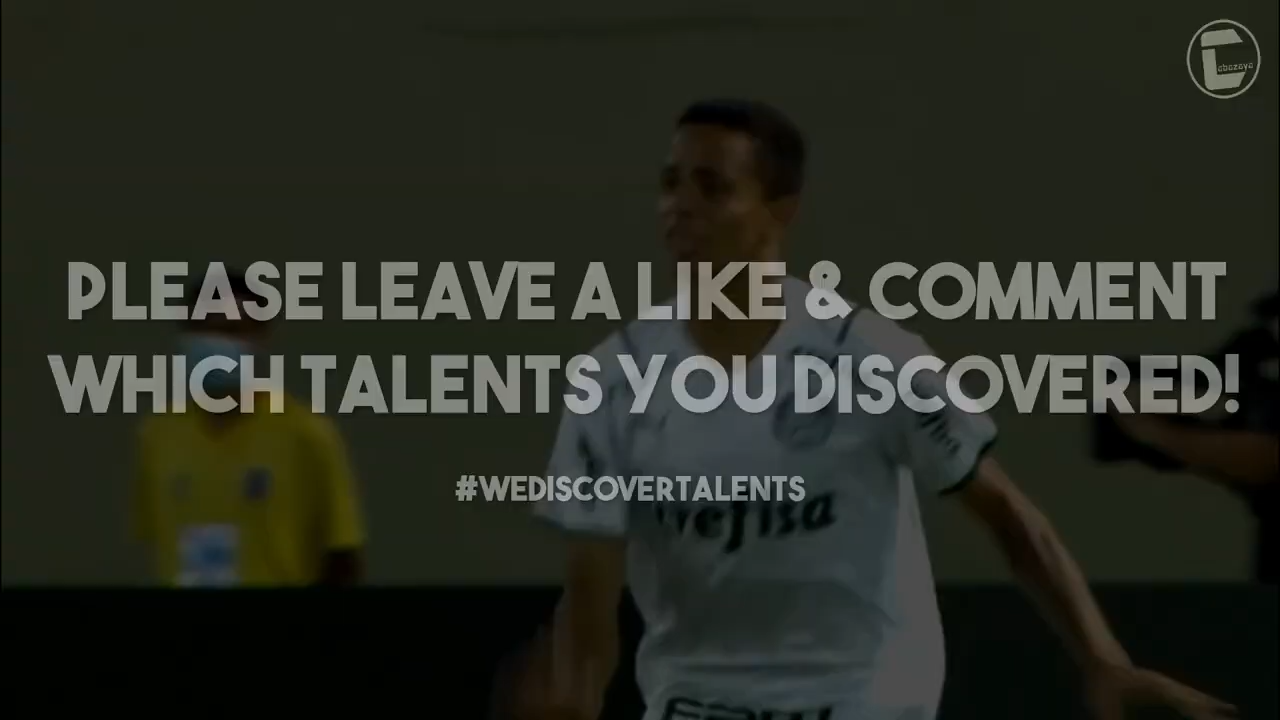 PLEASE LEAVE A LIKE & COMMENT
WHICH TALENTS YOU DISCOVERED!
#WEDISCOVERTALENTS